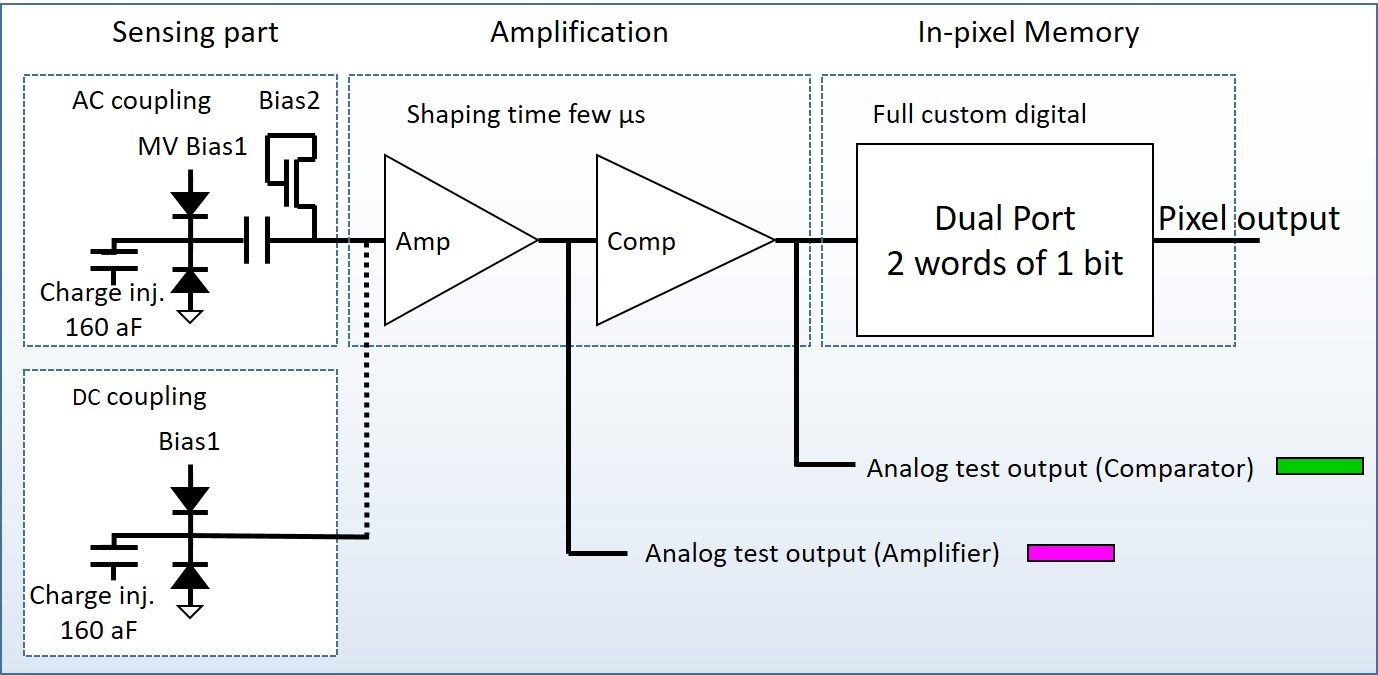 Sensing part
Amplification
In-pixel Memory
AC coupling
Bias2
MV Bias1
Charge inj.
160 aF
Shaping time few µs
Amp
Comp
Full custom digital
Dual Port
2 words of 1 bit
Pixel output
DC coupling
Bias1
Charge inj.
160 aF
Analog test output (Comparator)
Analog test output (Amplifier)